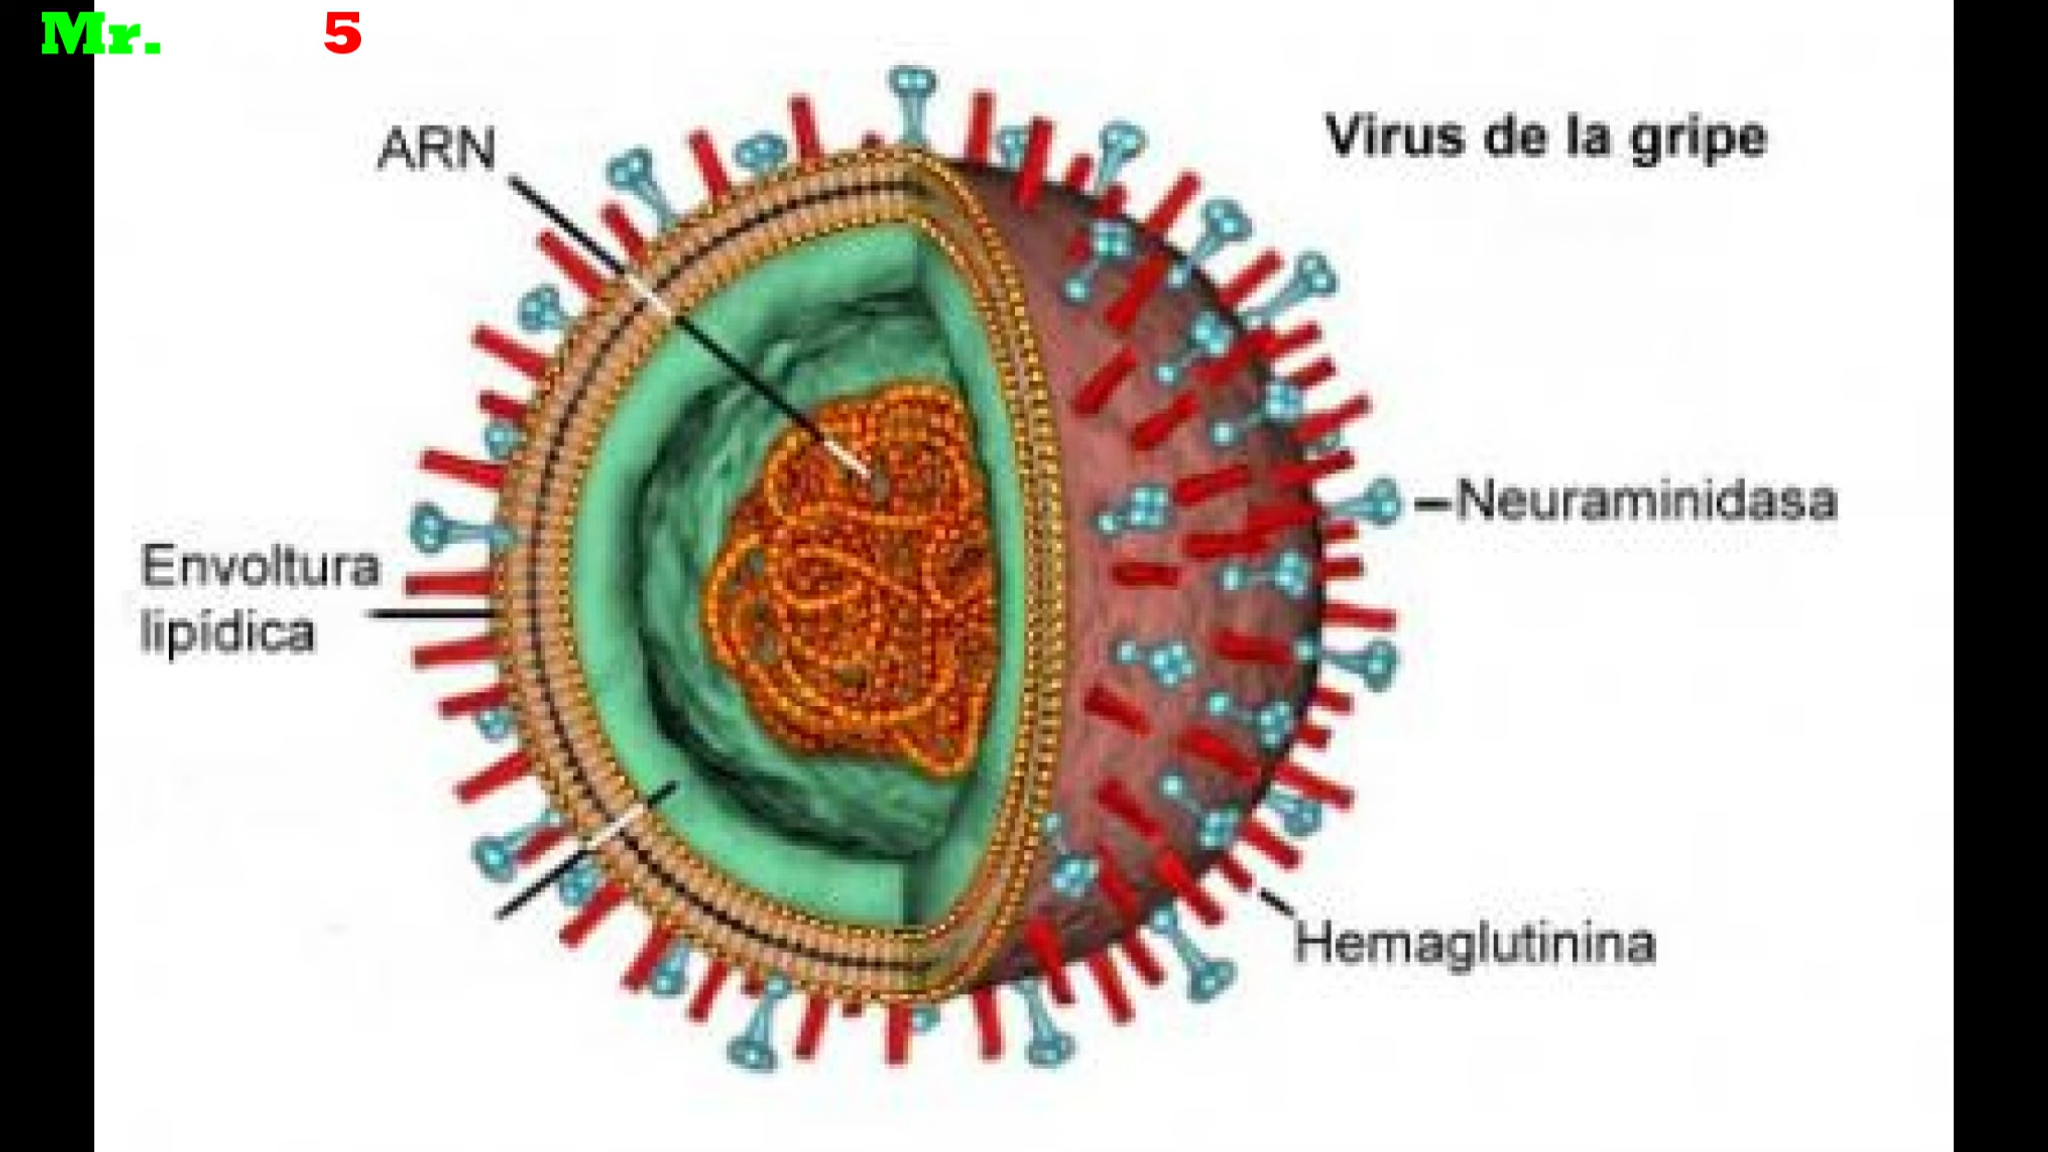 Mr. 5
ARN
Virus de la gripe
Neuraminidasa
Envoltura
lipídica
Hemaglutinina